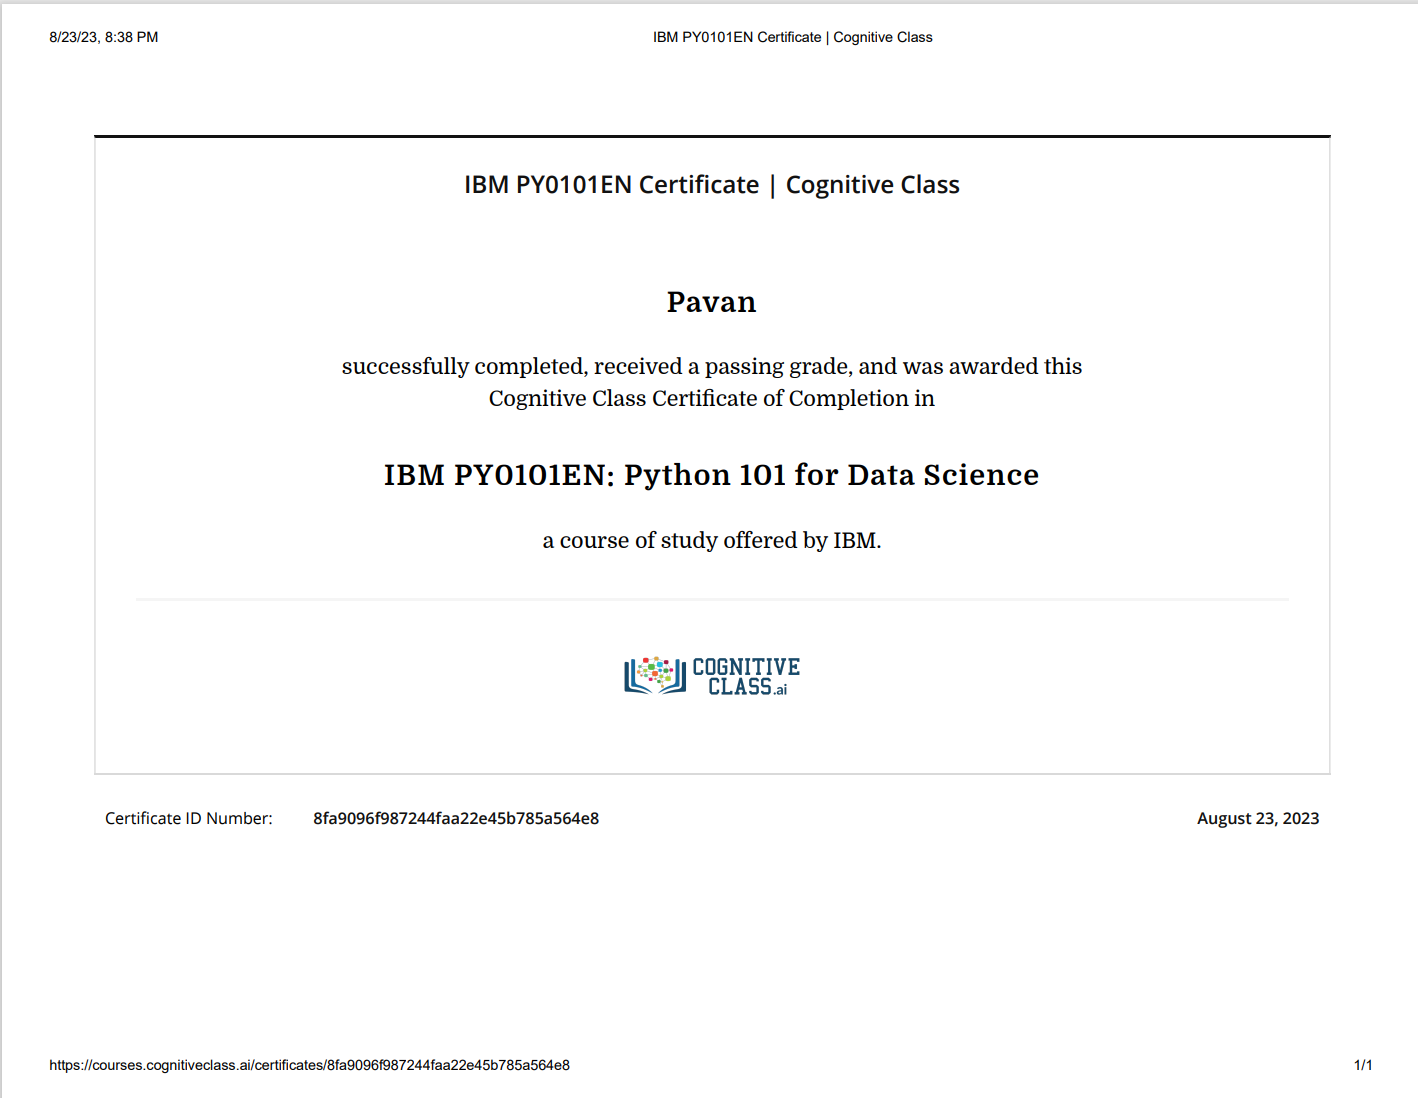 8/23/23, 8:38 PM
IBM PY0101EN Certificate | Cognitive Class
IBM PY0101EN Certificate | Cognitive Class
Pavan
successfully completed, received a passing grade, and was awarded this
Cognitive Class Certificate of Completion in
IBM PY0101EN: Python 101 for Data Science
a course of study offered by IBM.
COGNITIVE
CLASS.ai
Certificate ID Number: 8fa9096f987244faa22e45b785a564e8
August 23, 2023
https://courses.cognitiveclass.ai/certificates/8fa9096f987244faa22e45b785a564e8
1/1